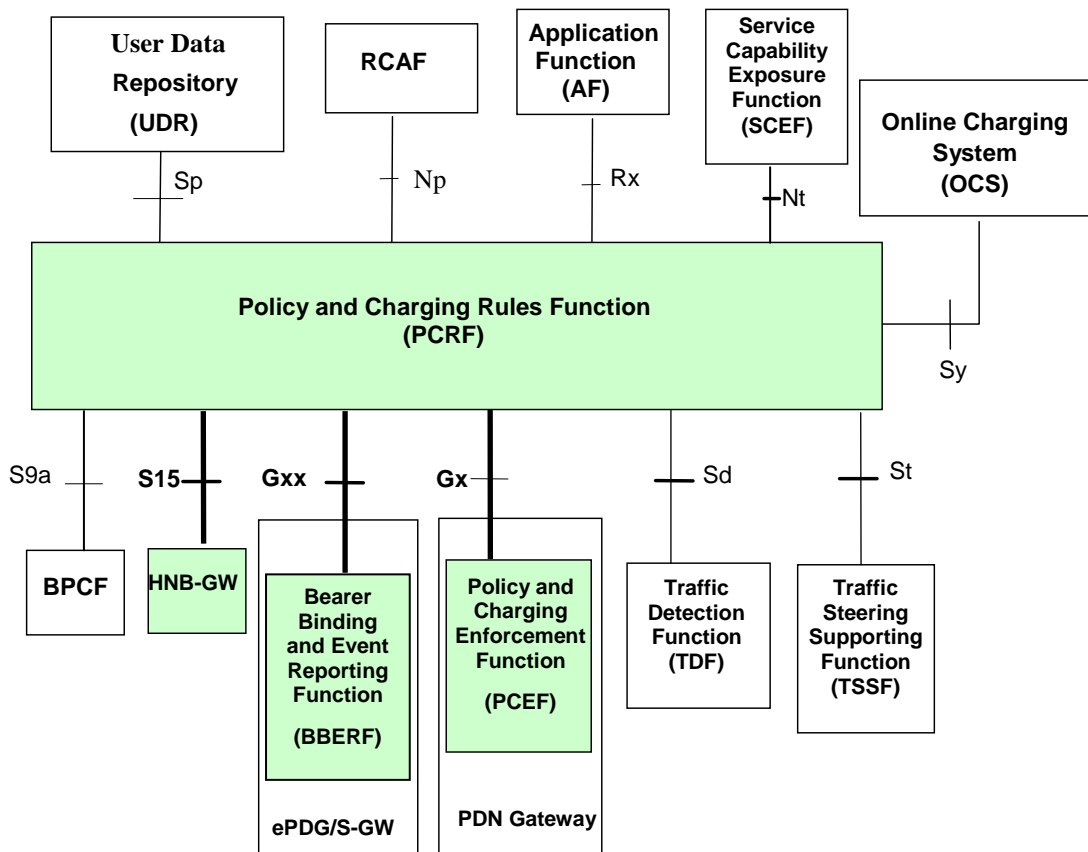 User Data
Repository
(UDR)
RCAF
Application
Function
(AF)
Service
Capability
Exposure
Function
(SCEF)
Online Charging
System
(OCS)
Sp
Np
Rx
Nt
Sy
Policy and Charging Rules Function
(PCRF)
S9a
S15
Gxx
Gx
Sd
St
BPCF
HNB-GW
Bearer
Binding
and Event
Reporting
Function
(BBERF)
ePDG/S-GW
Policy and
Charging
Enforcement
Function
(PCEF)
PDN Gateway
Traffic
Detection
Function
(TDF)
Traffic
Steering
Supporting
Function
(TSSF)